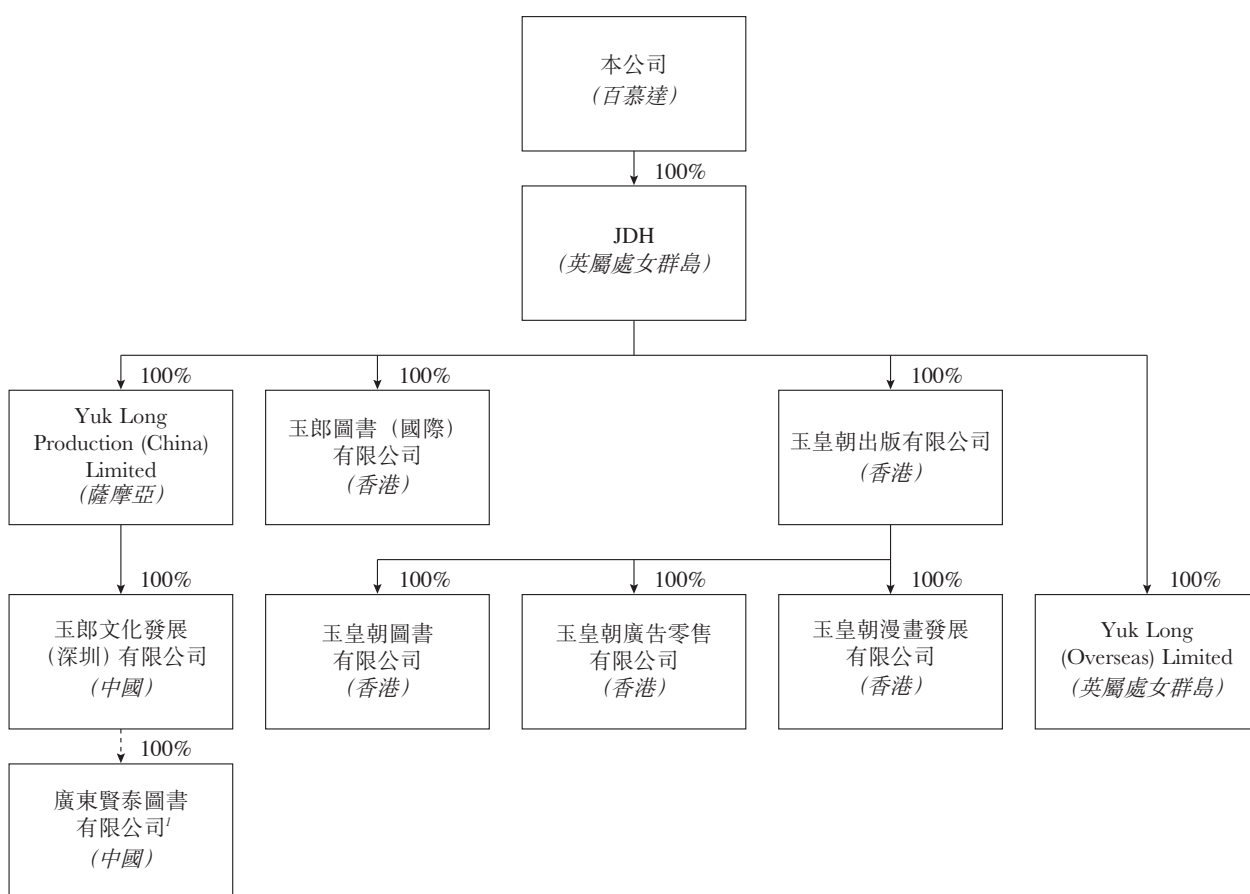 本公司
（百慕達）
100%
JDH
（英屬處女群島）
100%
100%
100%
Yuk Long
Production (China)
Limited
（薩摩亞）
玉郎圖書（國際）
有限公司
（香港）
玉皇朝出版有限公司
（香港）
100%
100%
100%
100%
100%
玉郎文化發展
（深圳）有限公司
（中國）
玉皇朝圖書
有限公司
（香港）
玉皇朝廣告零售
有限公司
（香港）
玉皇朝漫畫發展
有限公司
（香港）
Yuk Long
(Overseas) Limited
（英屬處女群島）
100%
廣東賢泰圖書
有限公司1
（中國）